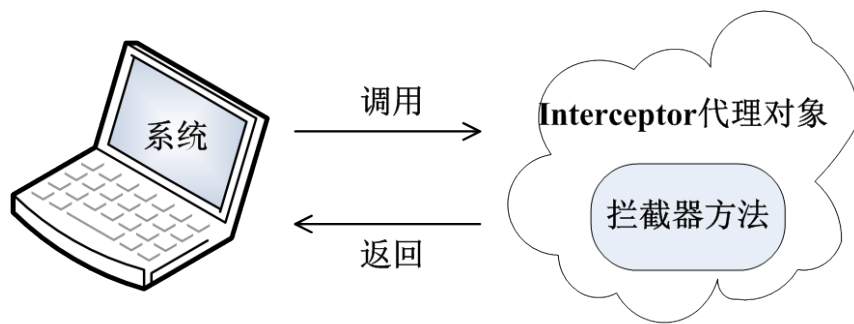 系统
调用
返回
Interceptor代理对象
拦截器方法